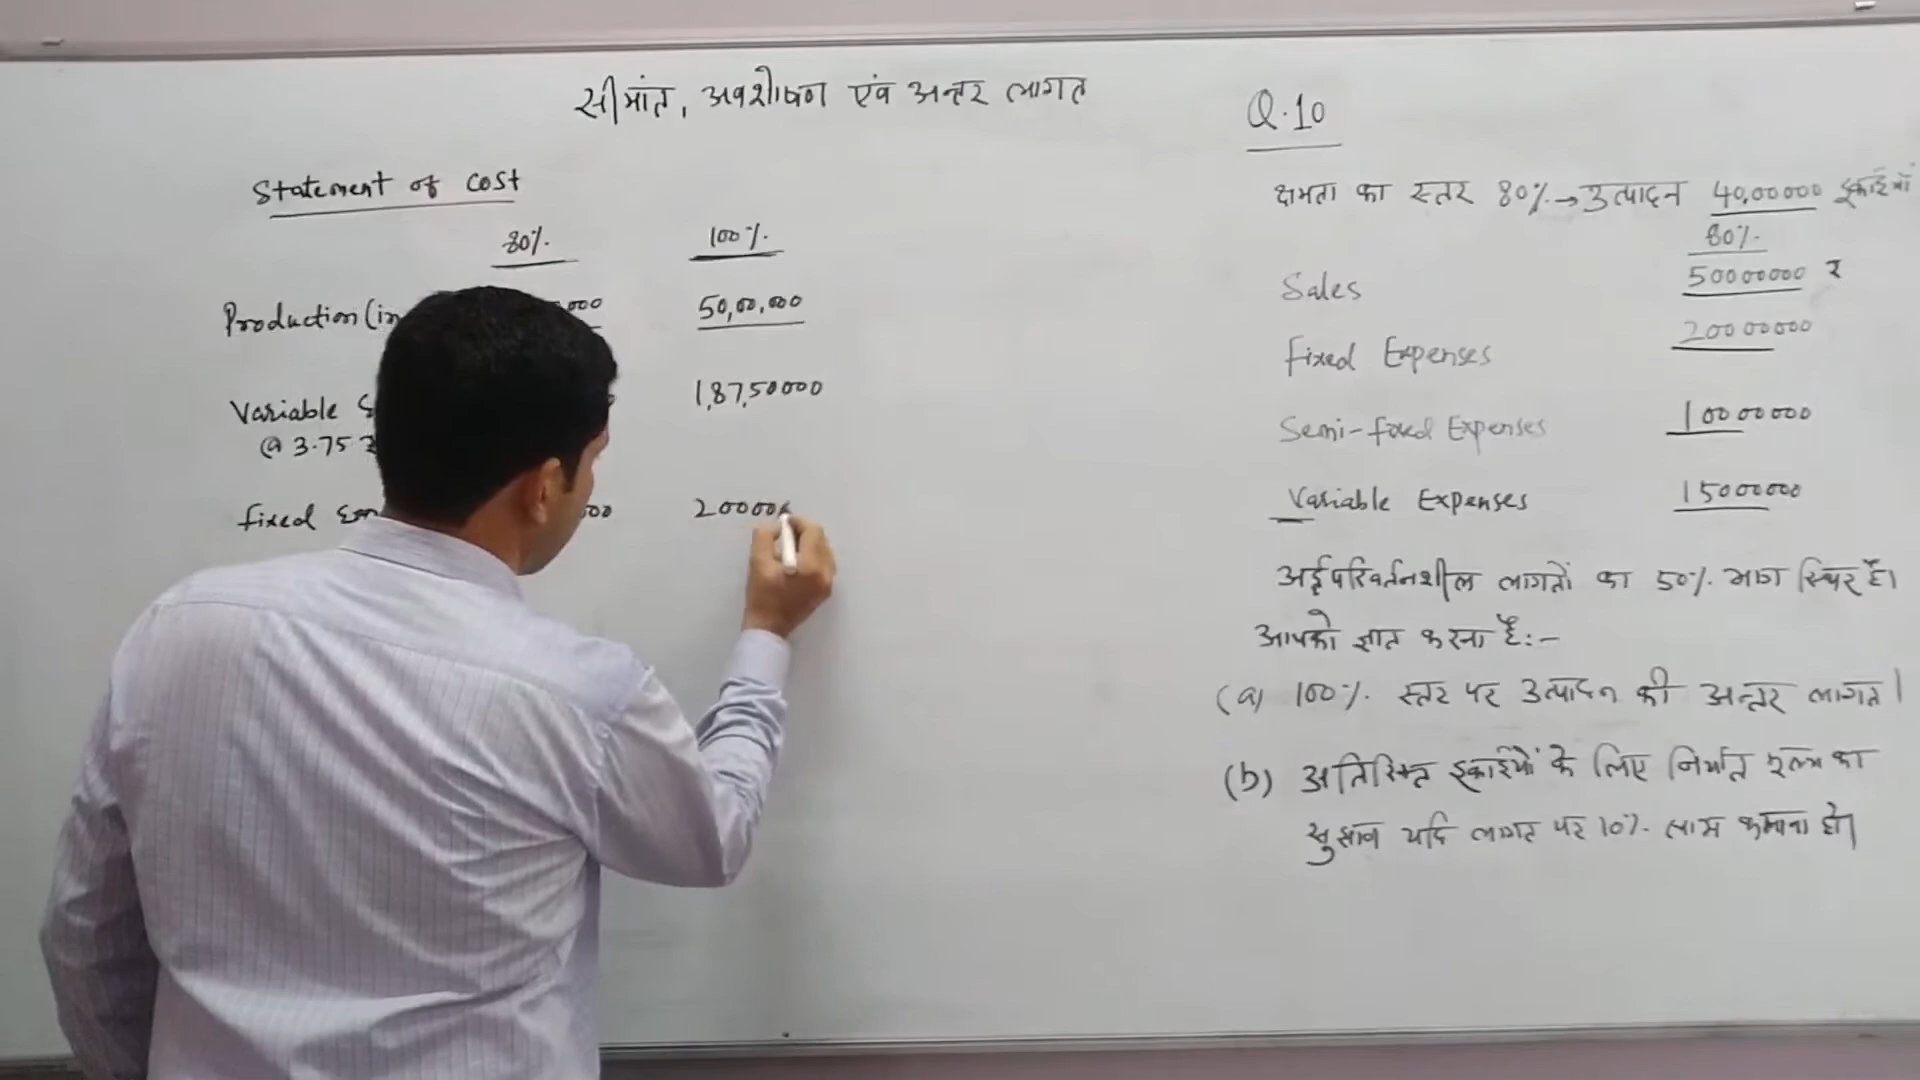 सीमांत, अवशोषण एवं अन्तर लागत
Statement of Cost
80%. 100%.
Production (in 000 50,00,000
Variable 1,87,50000
@ 3.75
fixed 000 200000
Q.10
क्षमता का स्तर 80%.→उत्पादन 40,00000 इकाईयाँ
80%.
Sales 50000000 ₹
fixed Expenses 20000000
Semi-fixed Expenses 10000000
Variable Expenses 15000000
अर्द्धपरिवर्तनशील लागतों का 50%. भाग स्थिर है।
आपको ज्ञात करना है:-
(a) 100%. स्तर पर उत्पादन की अन्तर लागत।
(b) अतिरिक्त इकाईयों के लिए निर्यात मूल्य का
सुझाव यदि लागत पर 10%. लाभ कमाना हो।